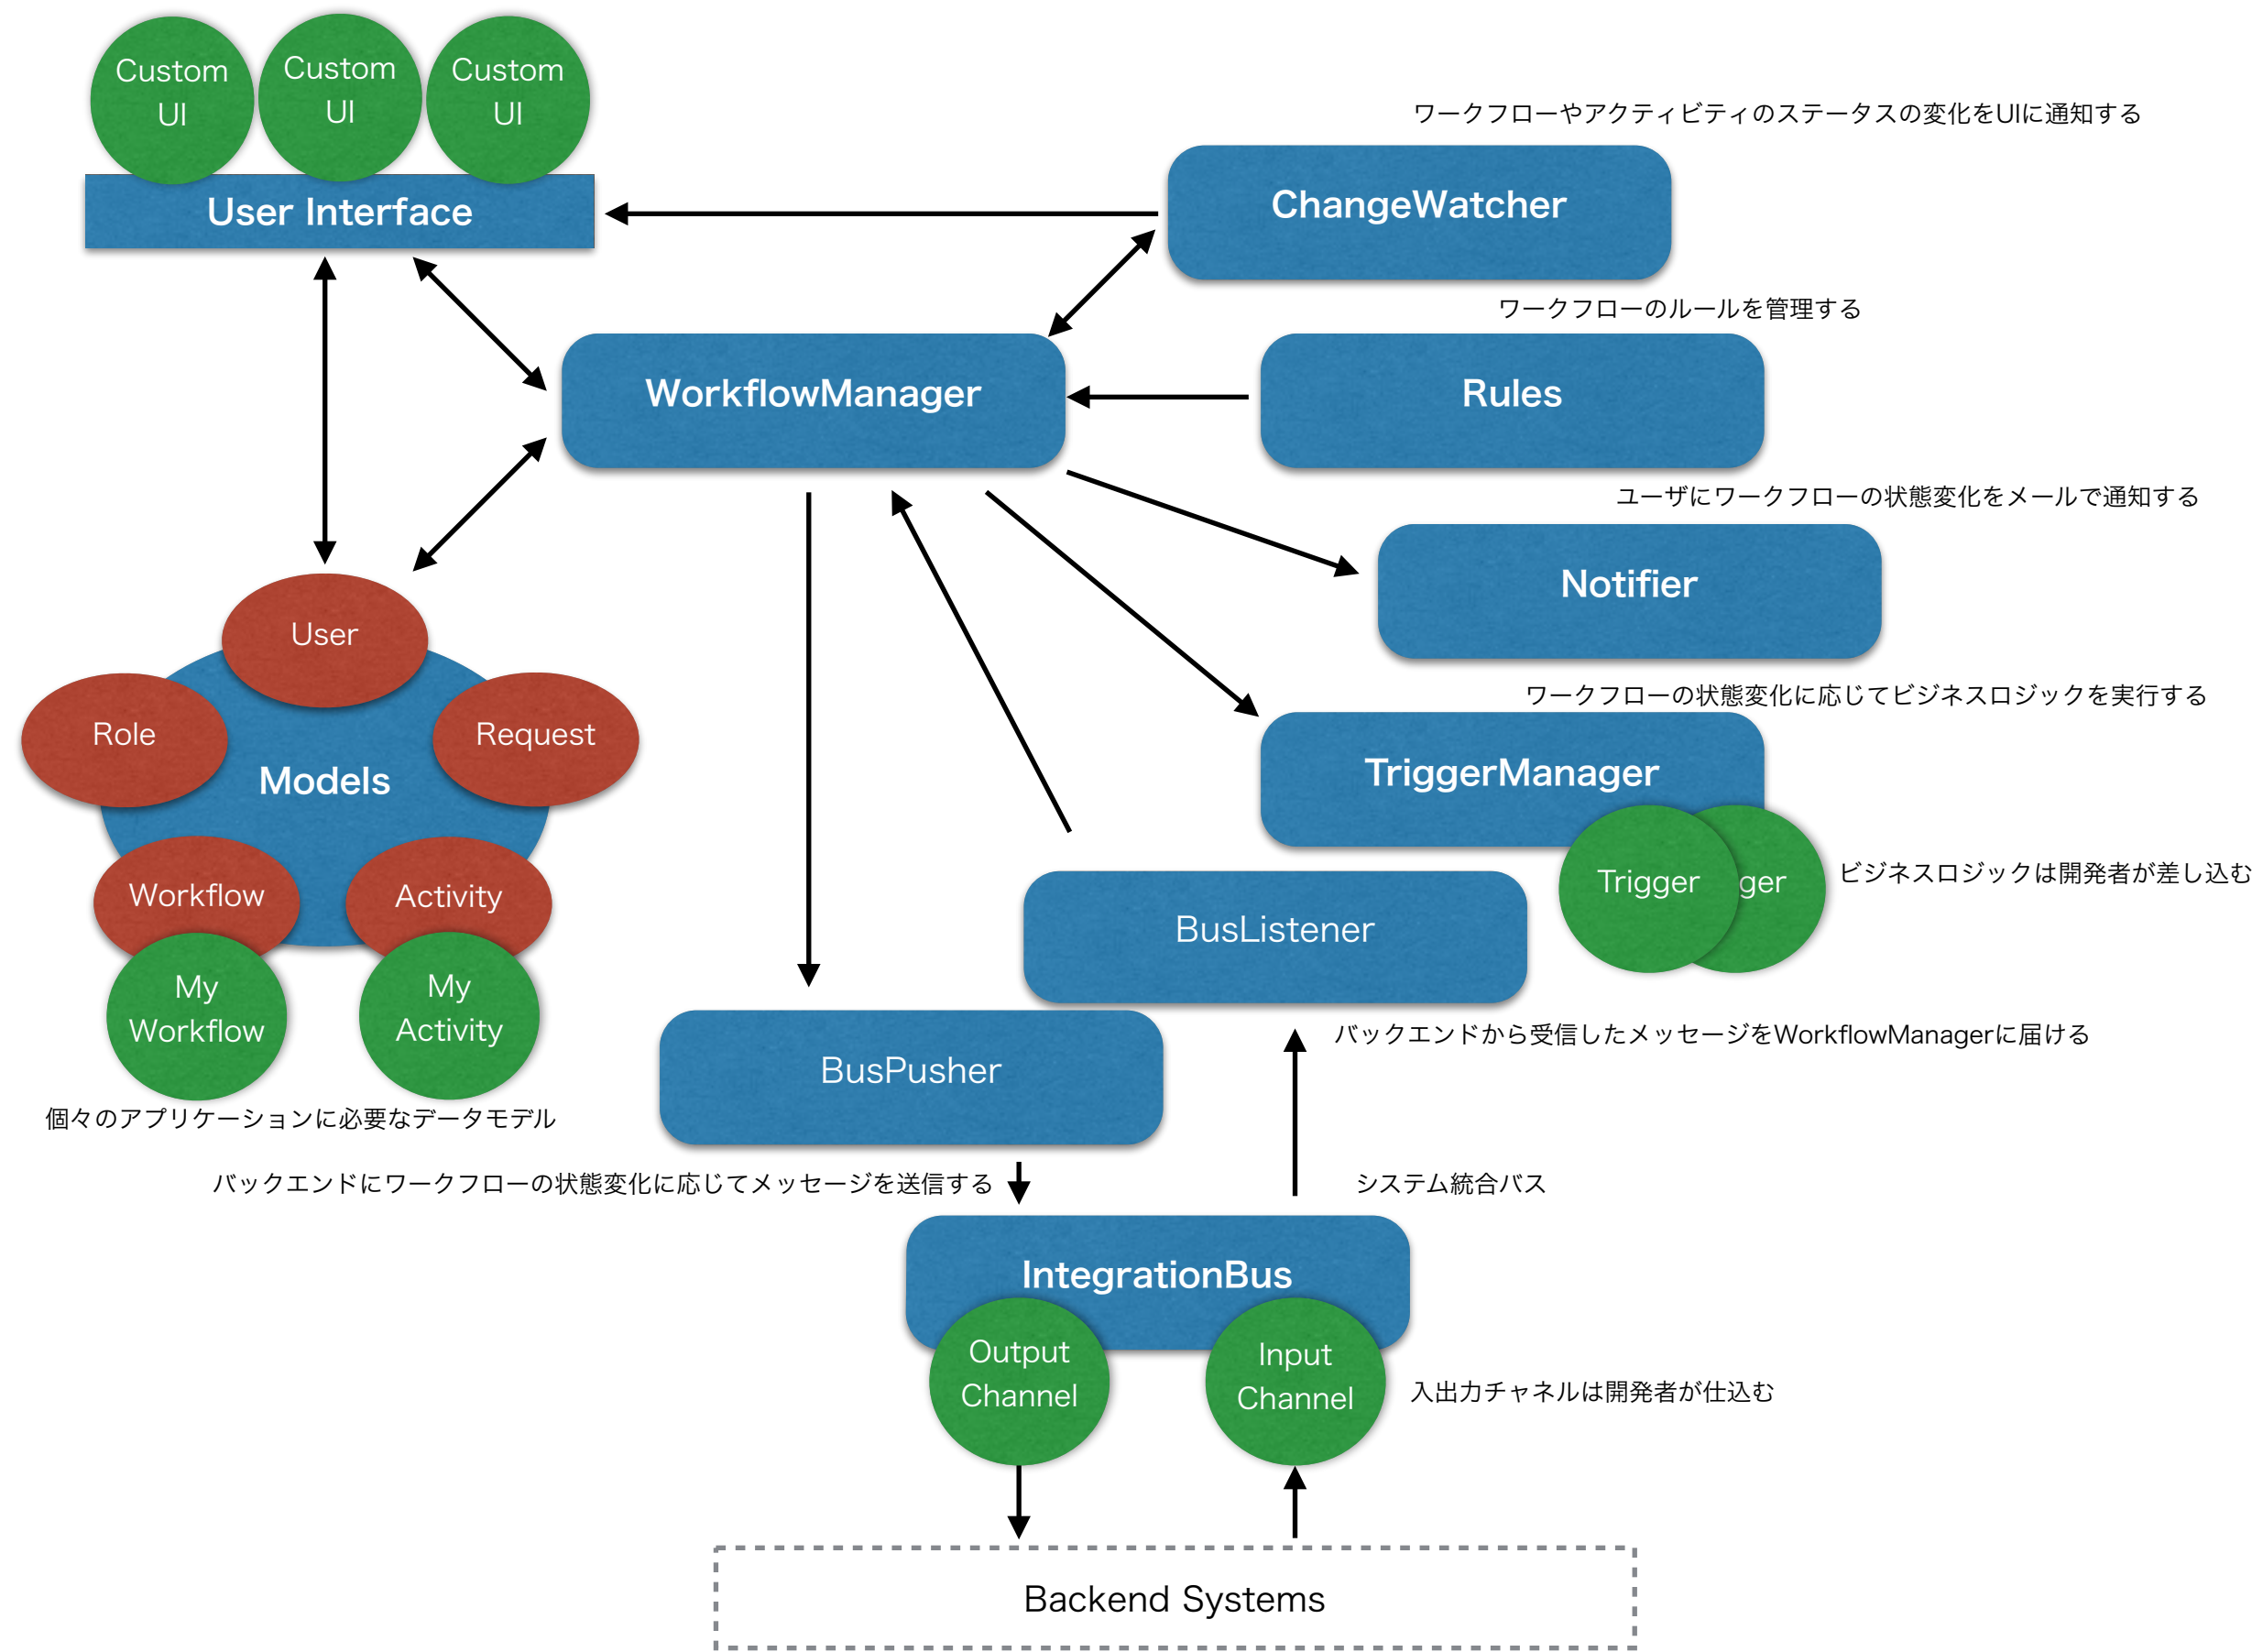 Custom
UI
Custom
UI
Custom
UI
User Interface
ワークフローやアクティビティのステータスの変化をUIに通知する
ChangeWatcher
ワークフローのルールを管理する
WorkflowManager
Rules
ユーザにワークフローの状態変化をメールで通知する
Notifier
User
Role
Request
Models
Workflow
Activity
My
Workflow
My
Activity
個々のアプリケーションに必要なデータモデル
ワークフローの状態変化に応じてビジネスロジックを実行する
TriggerManager
Trigger
ger
ビジネスロジックは開発者が差し込む
BusListener
バックエンドから受信したメッセージをWorkflowManagerに届ける
BusPusher
バックエンドにワークフローの状態変化に応じてメッセージを送信する
システム統合バス
IntegrationBus
Output
Channel
Input
Channel
入出力チャネルは開発者が仕込む
Backend Systems